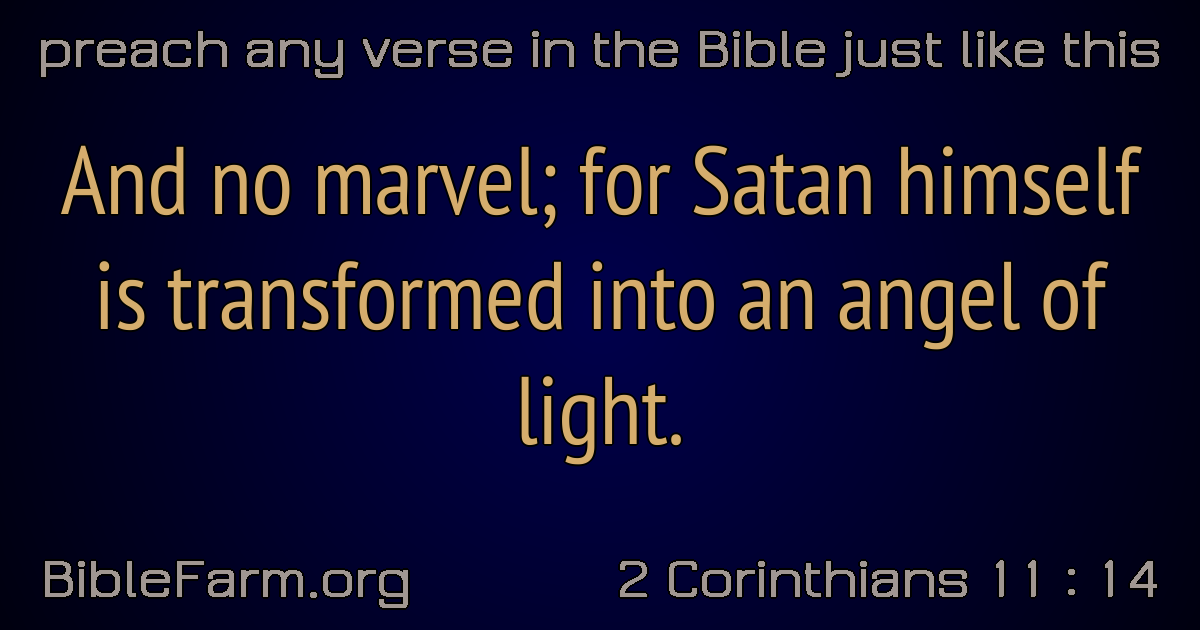 preach any verse in the Bible just like this
And no marvel; for Satan himself
is transformed into an angel of
light.
BibleFarm.org
2 Corinthians 11 : 14